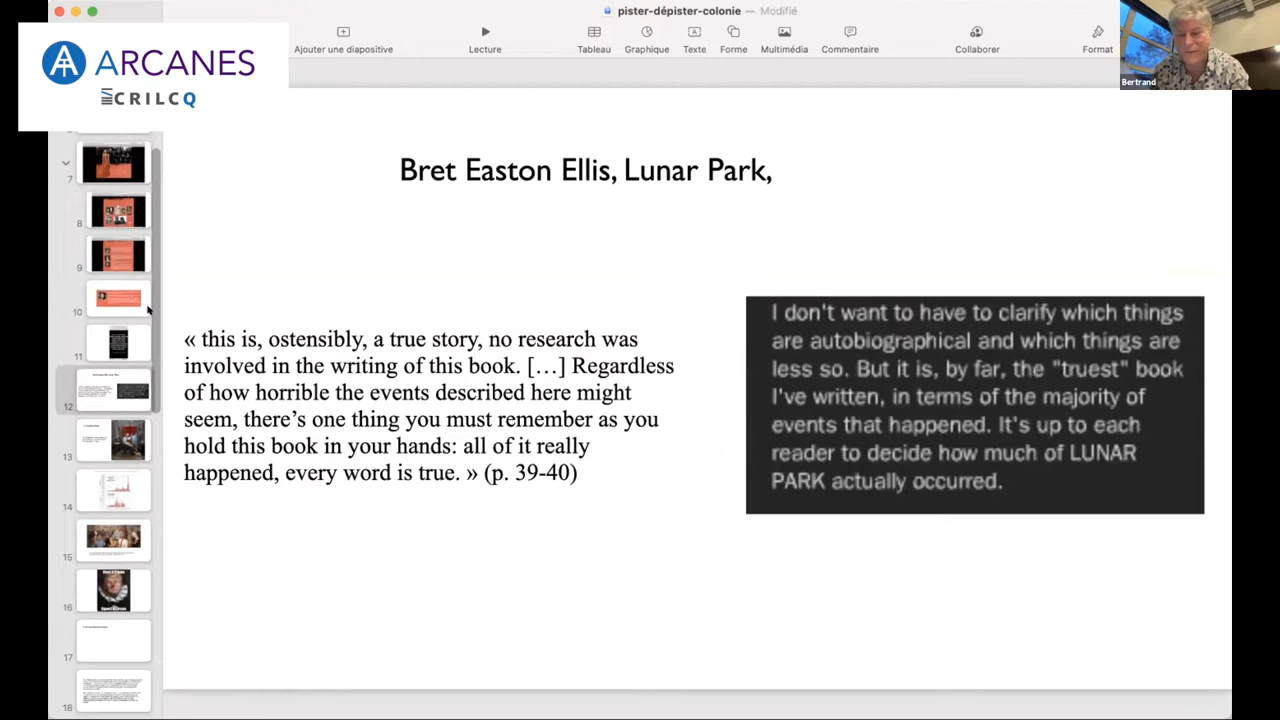 pister-dépister-colonie — Modifié
ARCANES
CRILCQ
Ajouter une diapositive
Lecture
Tableau
Graphique
Texte
Forme
Multimédia
Commentaire
Collaborer
Format
Bertrand
7
8
9
10
11
12
13
14
15
16
17
18
Bret Easton Ellis, Lunar Park,
« this is, ostensibly, a true story, no research was
involved in the writing of this book. […] Regardless
of how horrible the events described here might
seem, there’s one thing you must remember as you
hold this book in your hands: all of it really
happened, every word is true. » (p. 39-40)
I don't want to have to clarify which things
are autobiographical and which things are
less so. But it is, by far, the "truest" book
I've written, in terms of the majority of
events that happened. It's up to each
reader to decide how much of LUNAR
PARK actually occurred.